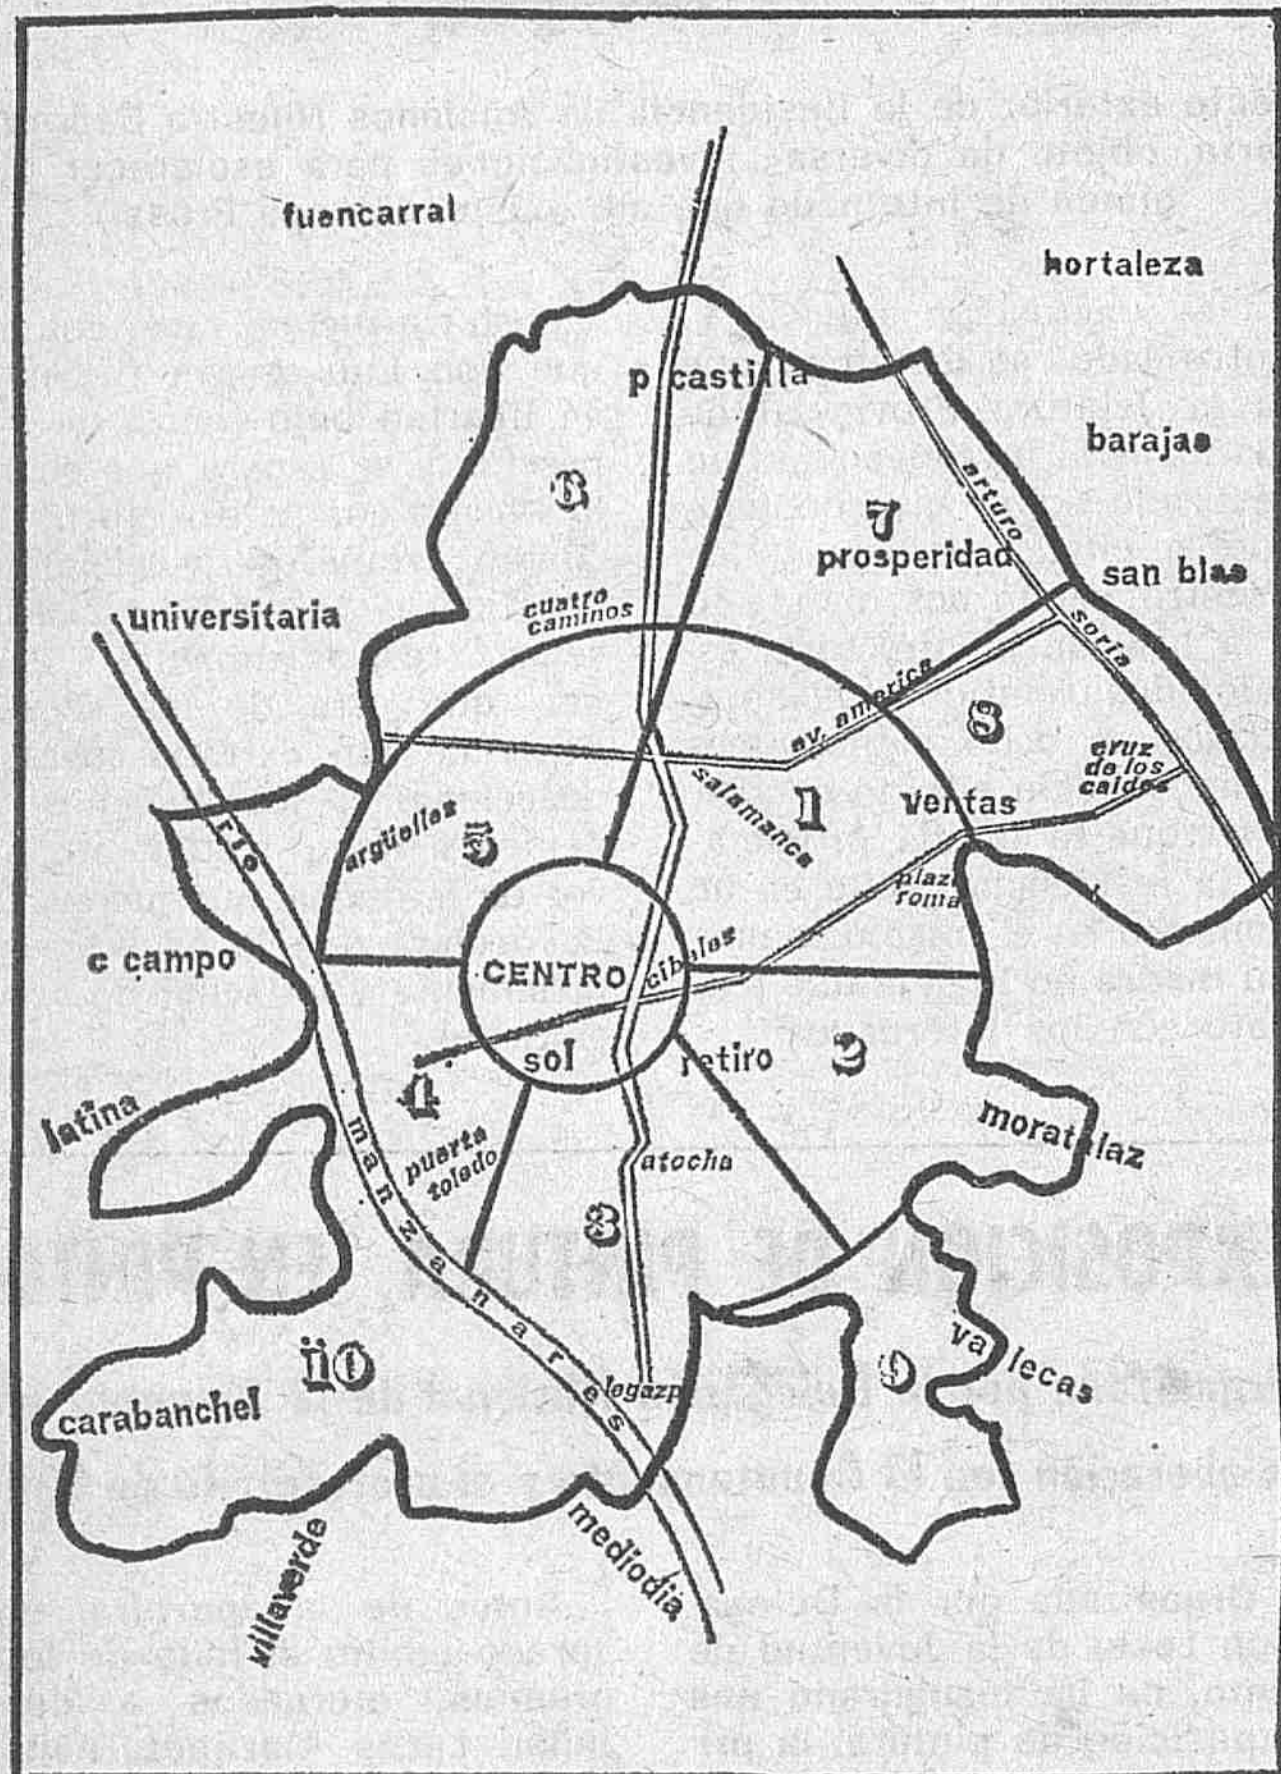 fuencarral
hortaleza
p castilla
barajas
6
arturo
7
prosperidad
san blas
cuatro
caminos
universitaria
soria
av. america
8
cruz
de los
caidos
salamanca
1
ventas
rio
argüelles
5
plaza
roma
c campo
CENTRO
cibeles
sol
retiro
2
4
latina
manzanares
puerta
toledo
atocha
moratalaz
3
vallecas
10
9
carabanchel
legazpi
mediodia
villaverde